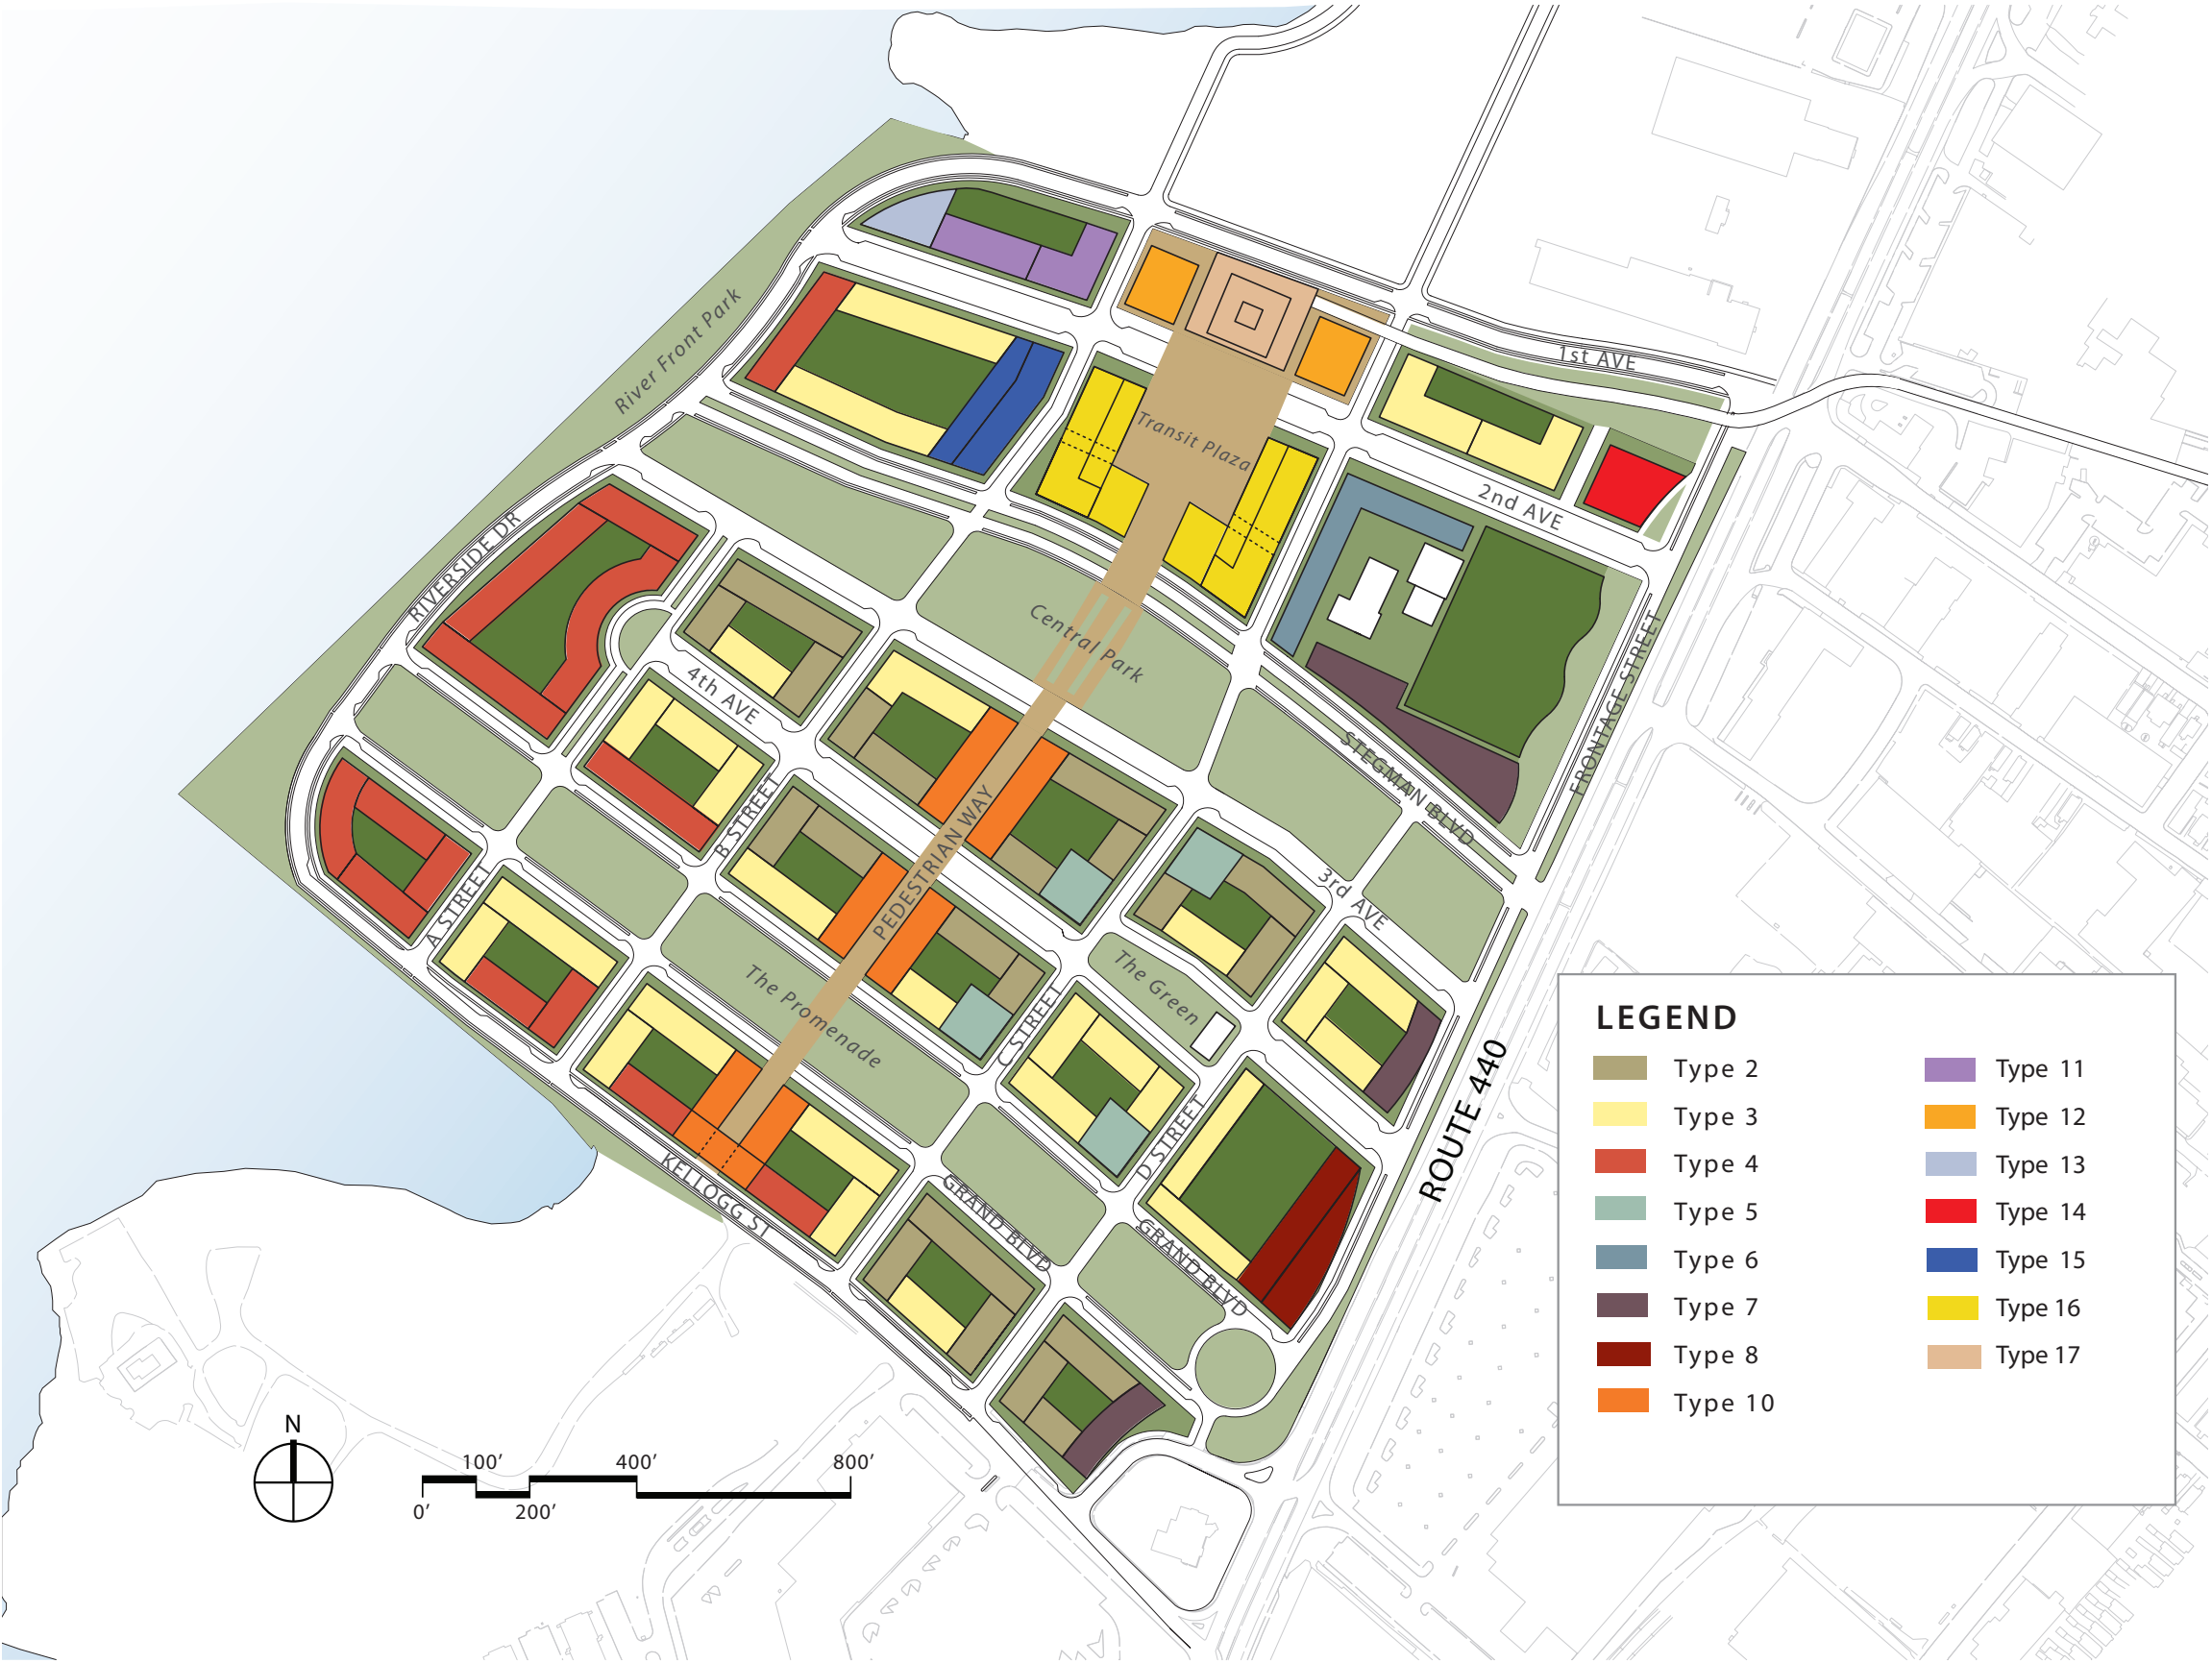 River Front Park
1st AVE
Transit Plaza
2nd AVE
RIVERSIDE DR
Central Park
FRONTAGE STREET
4th AVE
STEGMAN BLVD
B STREET
PEDESTRIAN WAY
3rd AVE
A STREET
The Promenade
The Green
C STREET
D STREET
ROUTE 440
KELLOGG ST
GRAND BLVD
GRAND BLVD
LEGEND
Type 2
Type 3
Type 4
Type 5
Type 6
Type 7
Type 8
Type 10
Type 11
Type 12
Type 13
Type 14
Type 15
Type 16
Type 17
N
100’ 400’ 800’
0’ 200’